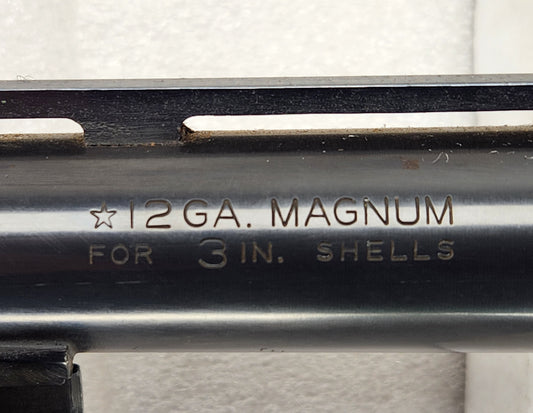 ☆12GA. MAGNUM
FOR 3IN. SHELLS